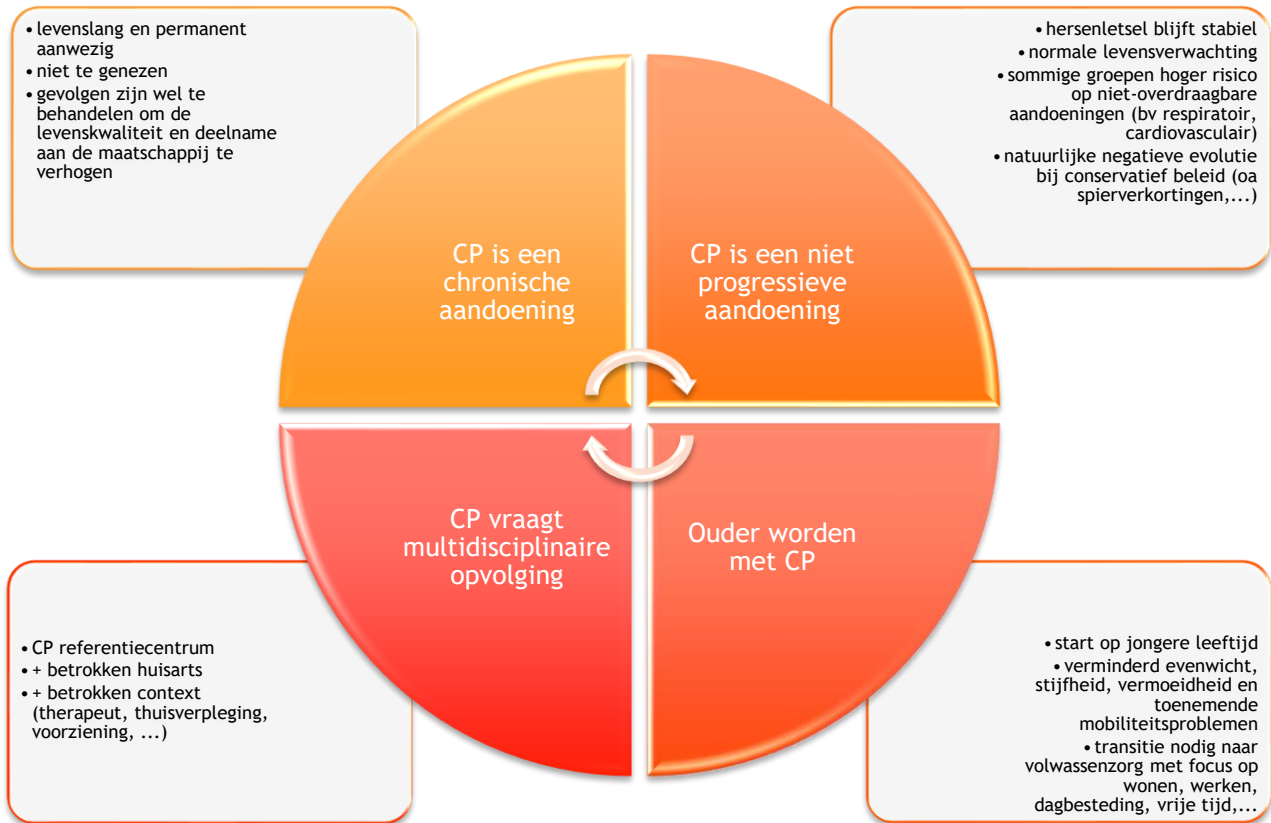 • levenslang en permanent
aanwezig
• niet te genezen
• gevolgen zijn wel te
behandelen om de
levenskwaliteit en deelname
aan de maatschappij te
verhogen
• hersenletsel blijft stabiel
• normale levensverwachting
• sommige groepen hoger risico
op niet-overdraagbare
aandoeningen (bv respiratoir,
cardiovasculair)
• natuurlijke negatieve evolutie
bij conservatief beleid (oa
spierverkortingen,...)
CP is een
chronische
aandoening
CP is een niet
progressieve
aandoening
CP vraagt
multidisciplinaire
opvolging
Ouder worden
met CP
• CP referentiecentrum
• + betrokken huisarts
• + betrokken context
(therapeut, thuisverpleging,
voorziening, ...)
• start op jongere leeftijd
• verminderd evenwicht,
stijfheid, vermoeidheid en
toenemende
mobiliteitsproblemen
• transitie nodig naar
volwassenzorg met focus op
wonen, werken,
dagbesteding, vrije tijd,...